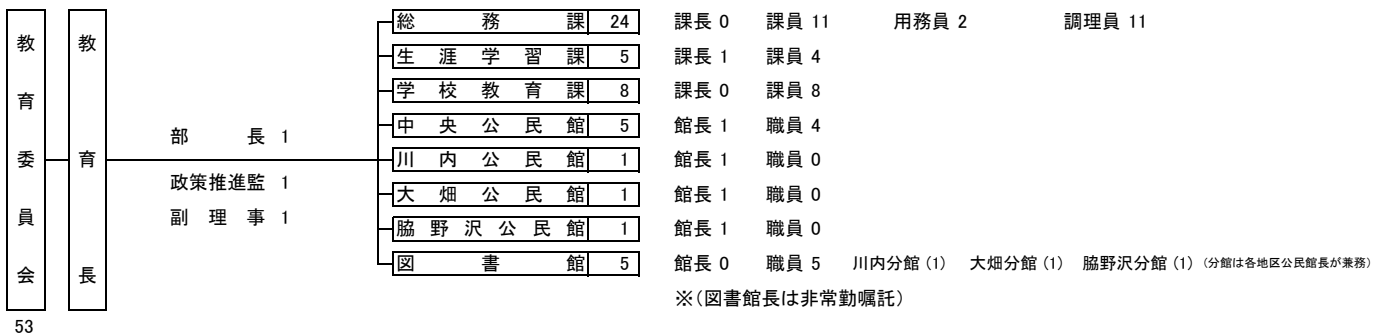 教育委員会
教育長
部長 1
政策推進監 1
副理事 1
総務課 24 課長 0 課員 11 用務員 2 調理員 11
生涯学習課 5 課長 1 課員 4
学校教育課 8 課長 0 課員 8
中央公民館 5 館長 1 職員 4
川内公民館 1 館長 1 職員 0
大畑公民館 1 館長 1 職員 0
脇野沢公民館 1 館長 1 職員 0
図書館 5 館長 0 職員 5 川内分館 (1) 大畑分館 (1) 脇野沢分館 (1) (分館は各地区公民館長が兼務)
※(図書館長は非常勤嘱託)
53